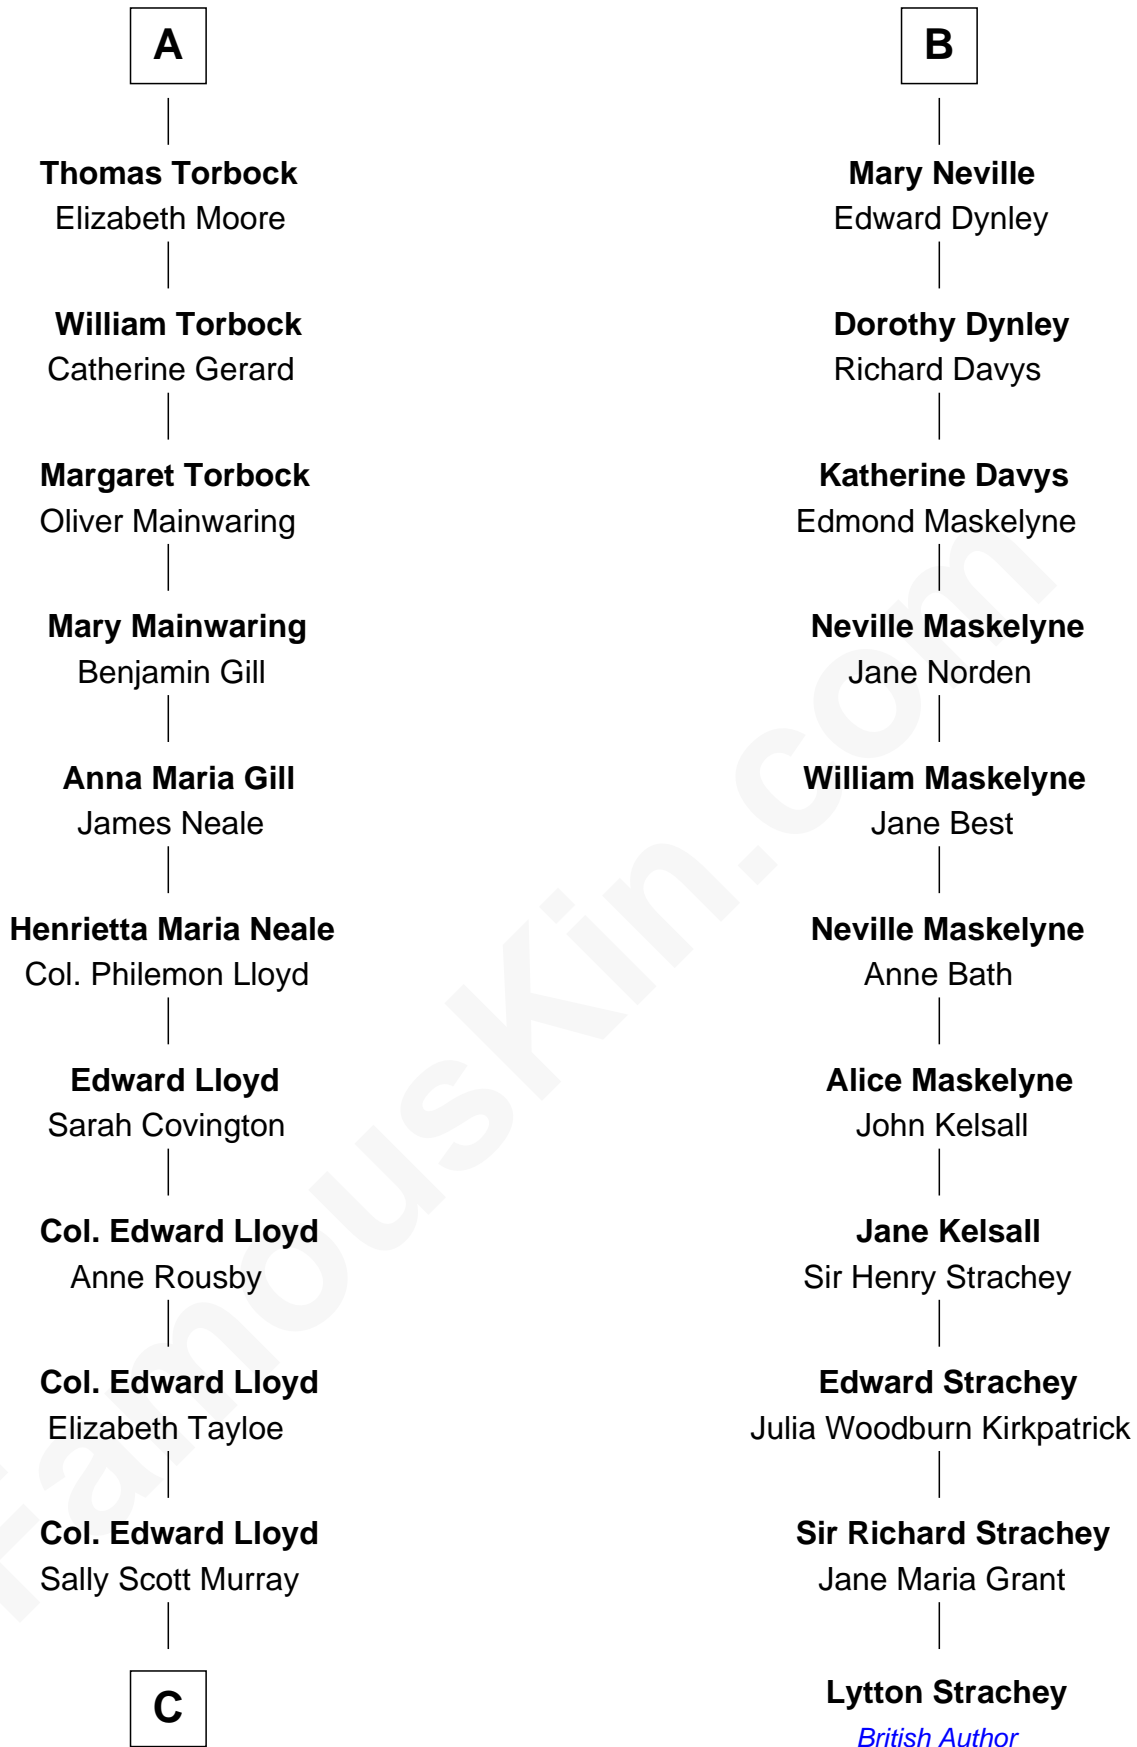 A
Thomas Torbock
Elizabeth Moore
William Torbock
Catherine Gerard
Margaret Torbock
Oliver Mainwaring
Mary Mainwaring
Benjamin Gill
Anna Maria Gill
James Neale
Henrietta Maria Neale
Col. Philemon Lloyd
Edward Lloyd
Sarah Covington
Col. Edward Lloyd
Anne Rousby
Col. Edward Lloyd
Elizabeth Tayloe
Col. Edward Lloyd
Sally Scott Murray
C
B
Mary Neville
Edward Dynley
Dorothy Dynley
Richard Davys
Katherine Davys
Edmond Maskelyne
Neville Maskelyne
Jane Norden
William Maskelyne
Jane Best
Neville Maskelyne
Anne Bath
Alice Maskelyne
John Kelsall
Jane Kelsall
Sir Henry Strachey
Edward Strachey
Julia Woodburn Kirkpatrick
Sir Richard Strachey
Jane Maria Grant
Lytton Strachey
British Author
FamousKin.com